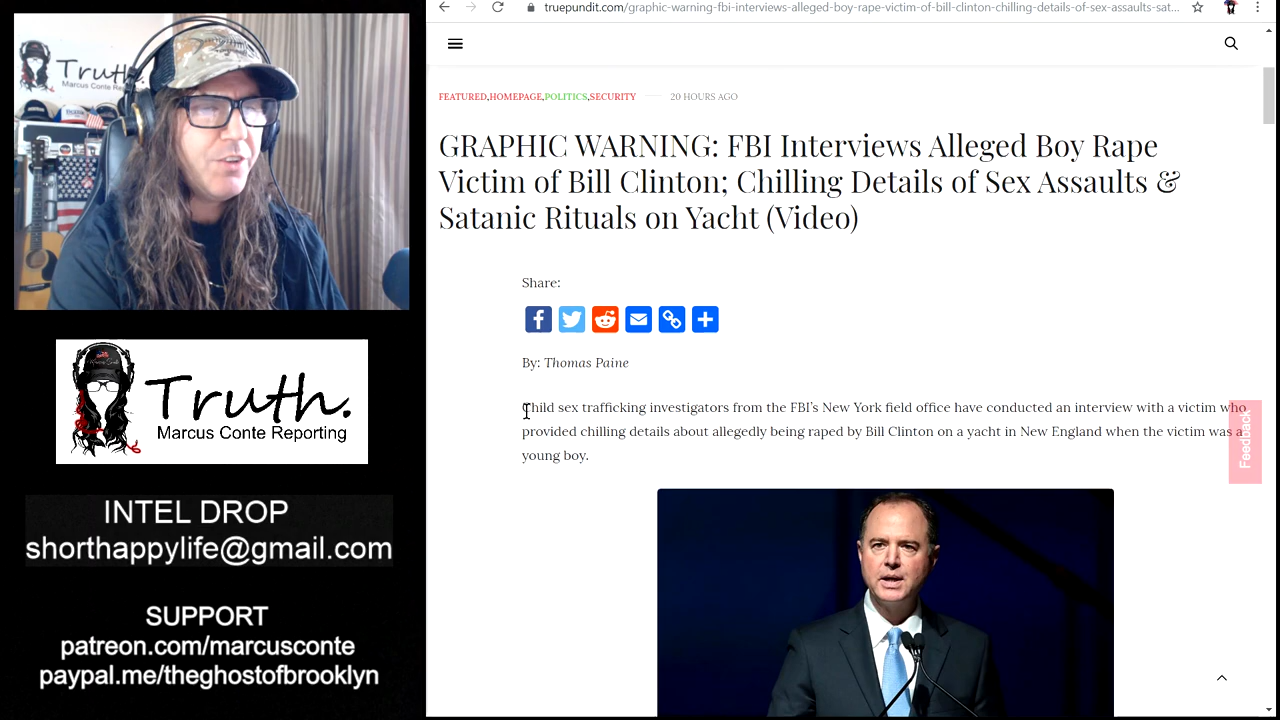 Truth.
Marcus Conte Reporting
INTEL DROP
shorthappylife@gmail.com
SUPPORT
patreon.com/marcusconte
paypal.me/theghostofbrooklyn
truepundit.com/graphic-warning-fbi-interviews-alleged-boy-rape-victim-of-bill-clinton-chilling-details-of-sex-assaults-sat...
FEATURED,HOMEPAGE,POLITICS,SECURITY
20 HOURS AGO
GRAPHIC WARNING: FBI Interviews Alleged Boy Rape
Victim of Bill Clinton; Chilling Details of Sex Assaults &
Satanic Rituals on Yacht (Video)
Share:
By: Thomas Paine
Child sex trafficking investigators from the FBI's New York field office have conducted an interview with a victim who
provided chilling details about allegedly being raped by Bill Clinton on a yacht in New England when the victim was a
young boy.
Feedback